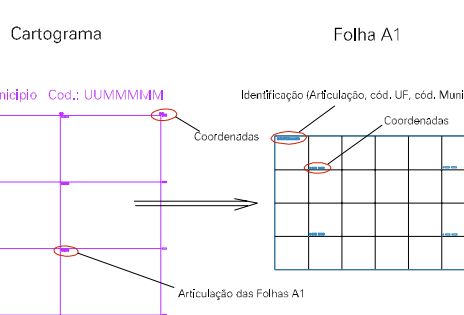 Cartograma
Folha A1
nicipio Cod.: UUMMMMM
Identificação (Articulação, cód. UF, cód. Muni
Coordenadas
Coordenadas
Articulação das Folhas A1